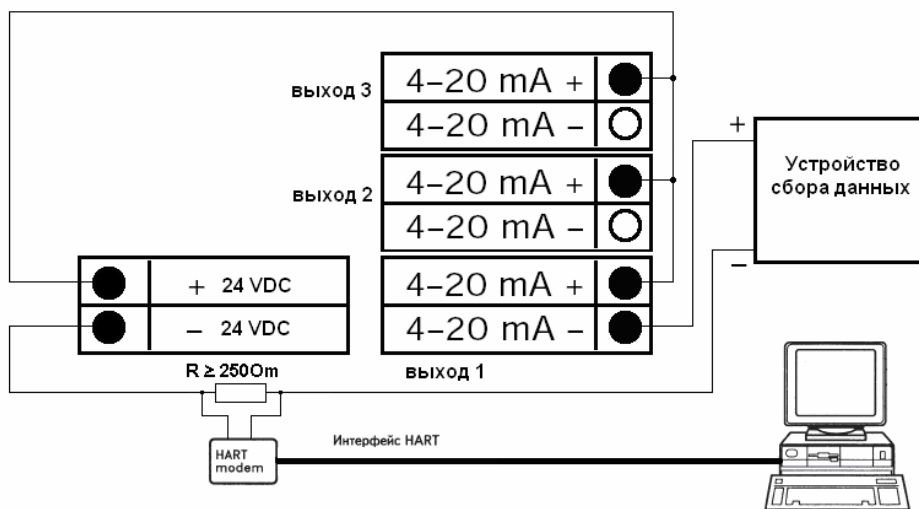 выход 3
4–20 mA +
4–20 mA –
выход 2
4–20 mA +
4–20 mA –
4–20 mA +
4–20 mA –
выход 1
+
Устройство
сбора данных
–
+ 24 VDC
– 24 VDC
R ≥ 250Om
HART
modem
Интерфейс HART